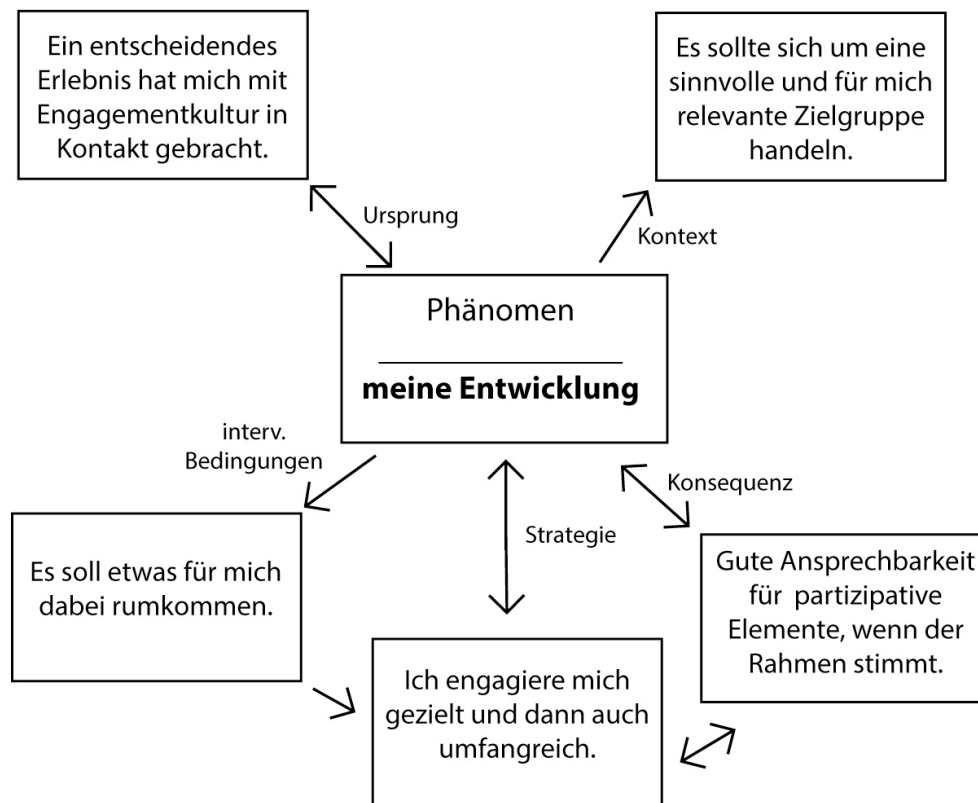 Ein entscheidendes
Erlebnis hat mich mit
Engagementkultur in
Kontakt gebracht.
Es sollte sich um eine
sinnvolle und für mich
relevante Zielgruppe
handeln.
Ursprung
Kontext
Phänomen
meine Entwicklung
interv.
Bedingungen
Konsequenz
Strategie
Es soll etwas für mich
dabei rumkommen.
Gute Ansprechbarkeit
für partizipative
Elemente, wenn der
Rahmen stimmt.
Ich engagiere mich
gezielt und dann auch
umfangreich.